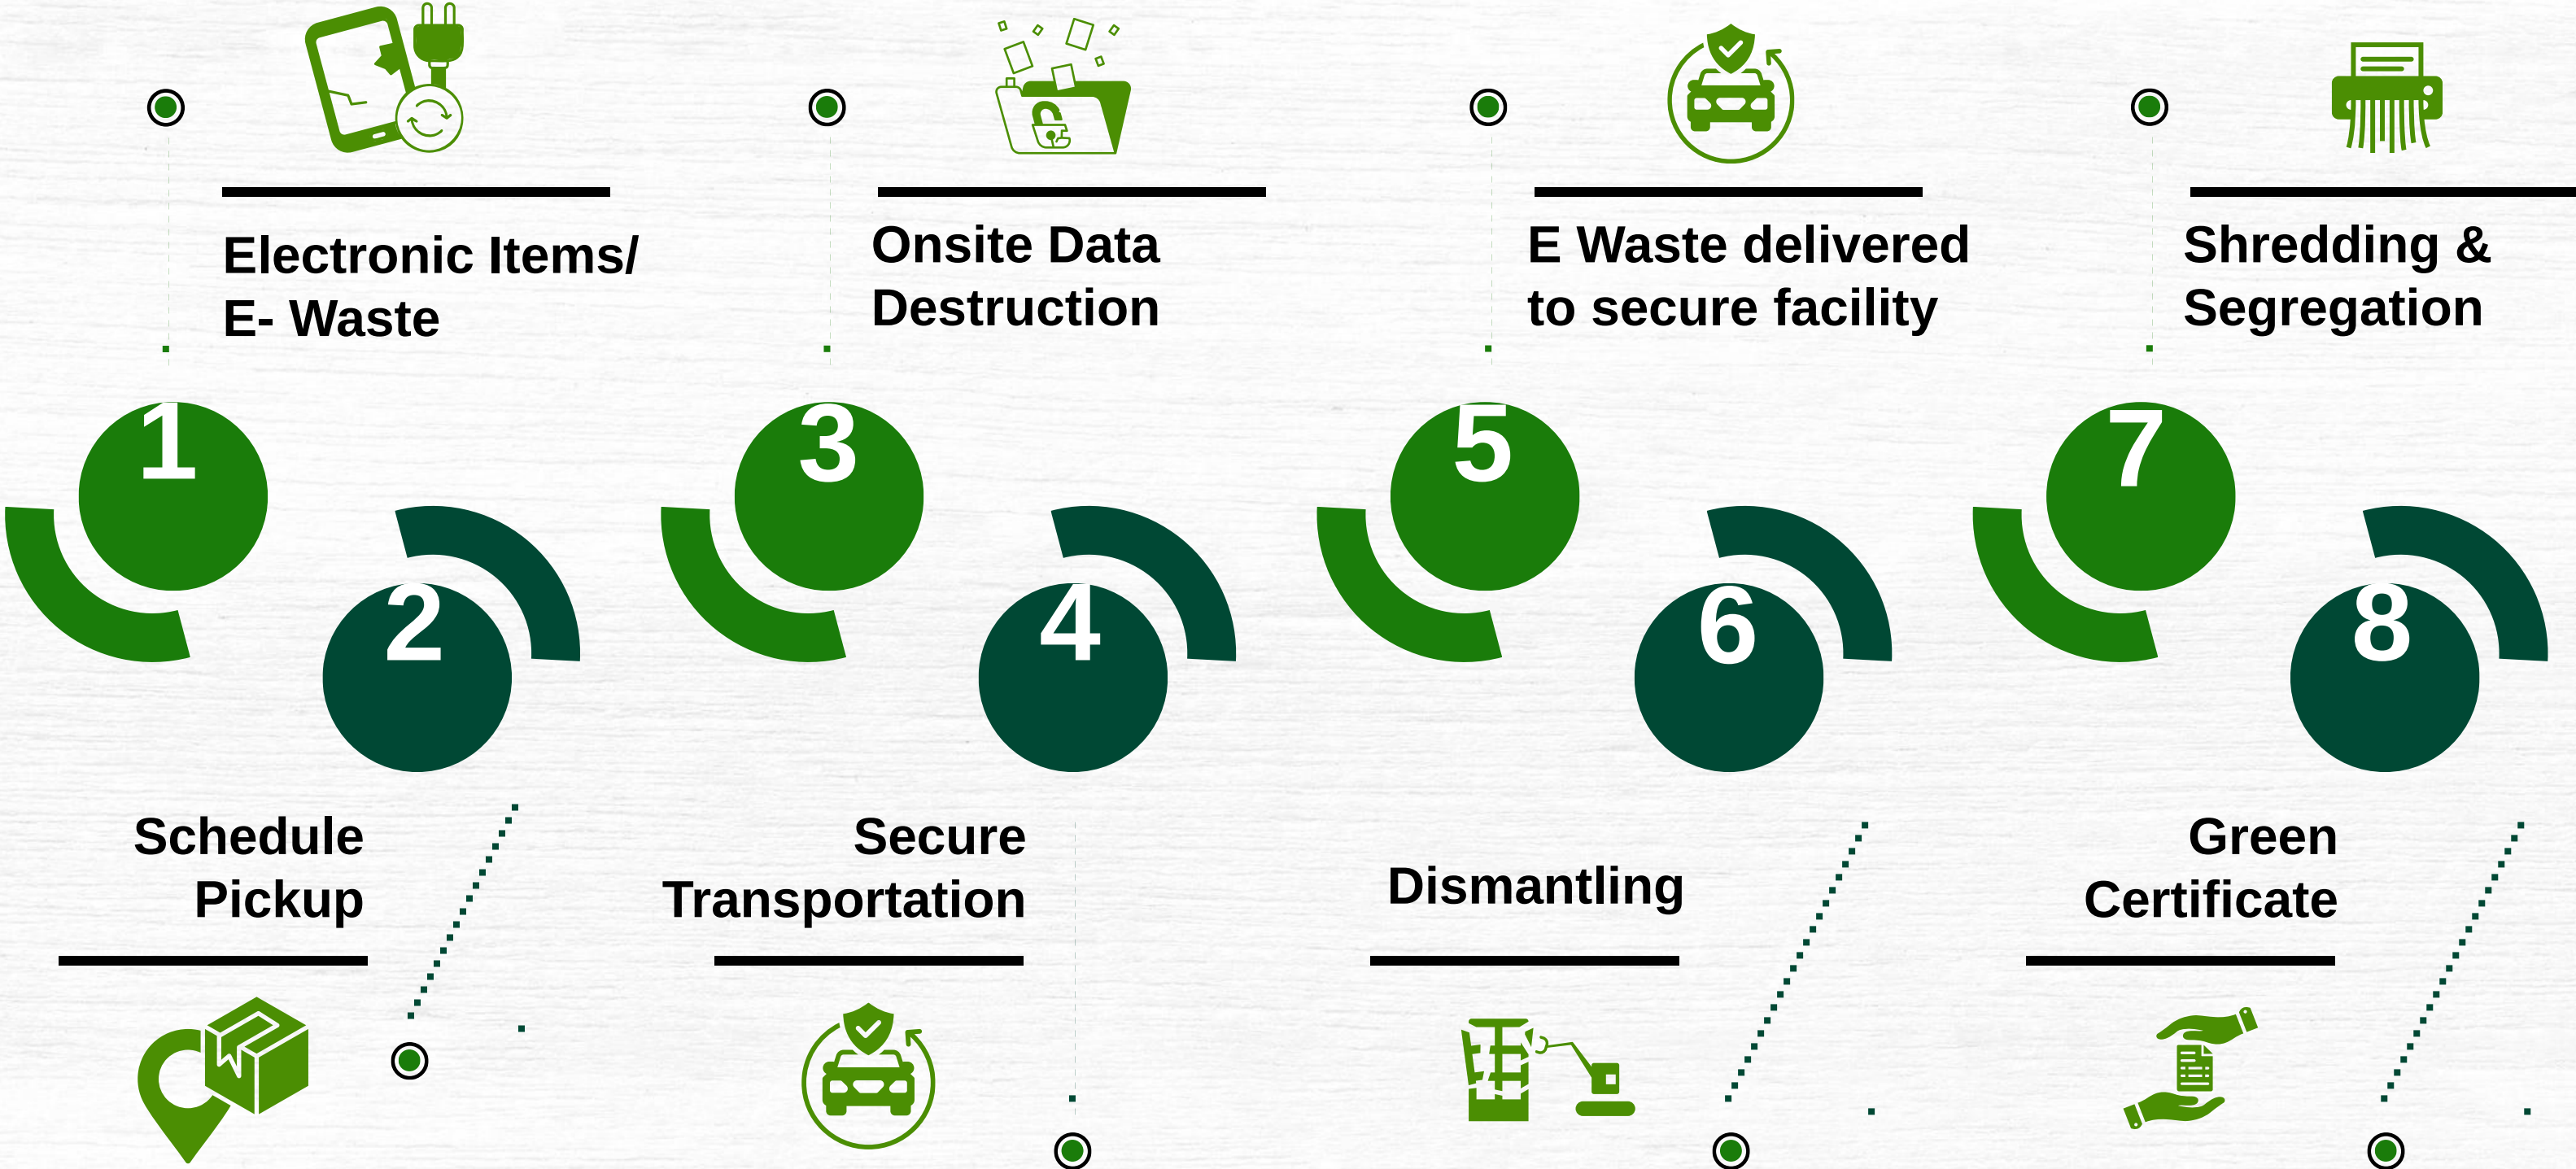 Electronic Items/
E- Waste
Onsite Data
Destruction
E Waste delivered
to secure facility
Shredding &
Segregation
1
3
5
7
2
4
6
8
Schedule
Pickup
Secure
Transportation
Dismantling
Green
Certificate